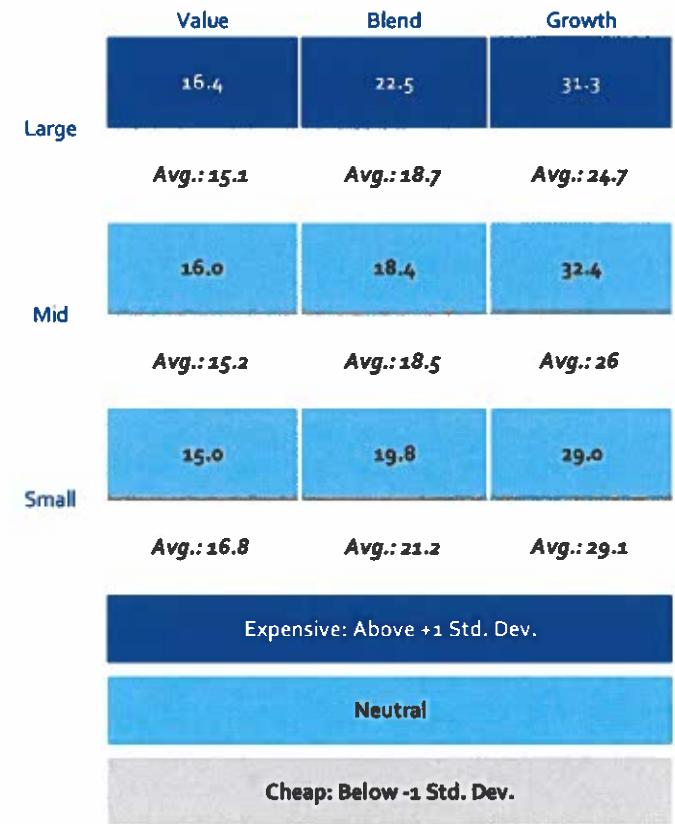 Value Blend Growth
16.4 22.5 31.3
Large
Avg.: 15.1 Avg.: 18.7 Avg.: 24.7
16.0 18.4 32.4
Mid
Avg.: 15.2 Avg.: 18.5 Avg.: 26
15.0 19.8 29.0
Small
Avg.: 16.8 Avg.: 21.2 Avg.: 29.1
Expensive: Above +1 Std. Dev.
Neutral
Cheap: Below -1 Std. Dev.